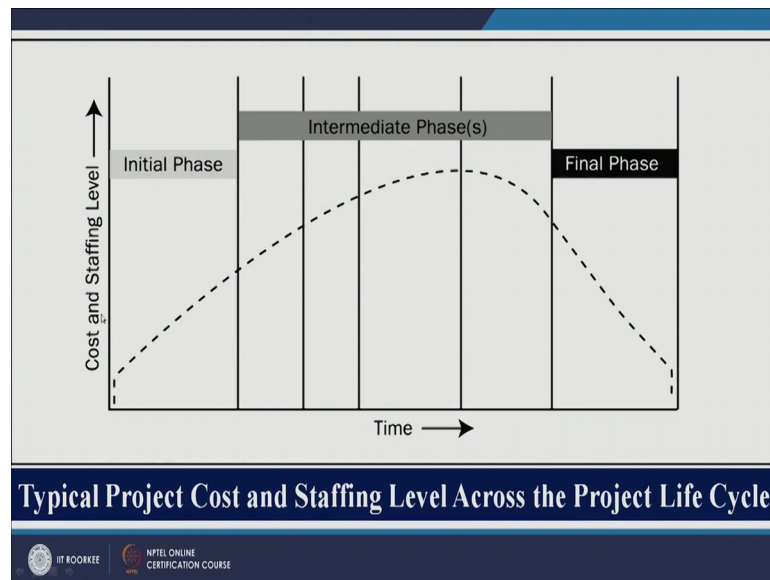 Intermediate Phase(s)
Initial Phase
Final Phase
Cost and Staffing Level
Time
Typical Project Cost and Staffing Level Across the Project Life Cycle
IIT ROORKEE
NPTEL ONLINE
CERTIFICATION COURSE
NPTEL